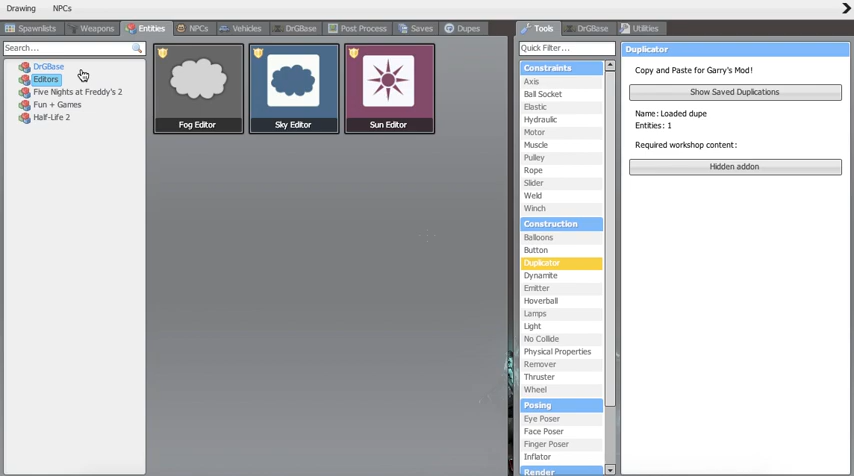 Drawing NPCs
Spawnlists Weapons Entities NPCs Vehicles DrGBase Post Process Saves Dupes
Search...
DrGBase
Editors
Five Nights at Freddy's 2
Fun + Games
Half-Life 2
Fog Editor Sky Editor Sun Editor
Tools DrGBase Utilities
Quick Filter...
Constraints
Axis
Ball Socket
Elastic
Hydraulic
Motor
Muscle
Pulley
Rope
Slider
Weld
Winch
Construction
Balloons
Button
Duplicator
Dynamite
Emitter
Hoverball
Lamps
Light
No Collide
Physical Properties
Remover
Thruster
Wheel
Posing
Eye Poser
Face Poser
Finger Poser
Inflator
Render
Duplicator
Copy and Paste for Garry's Mod!
Show Saved Duplications
Name: Loaded dupe
Entities: 1
Required workshop content:
Hidden addon